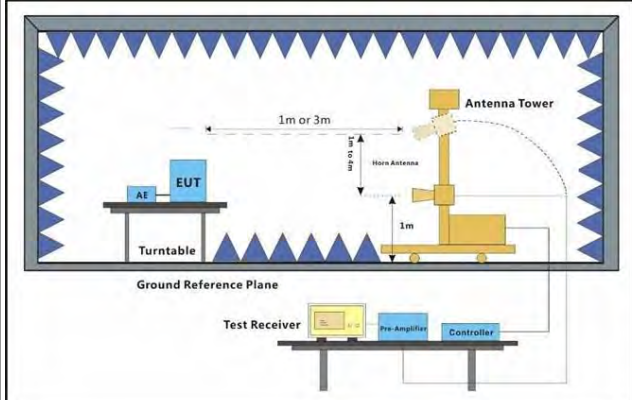 Antenna Tower
1m or 3m
1m to 4m
Horn Antenna
EUT
AE
1m
Turntable
Ground Reference Plane
Test Receiver
Pre-Amplifier
Controller